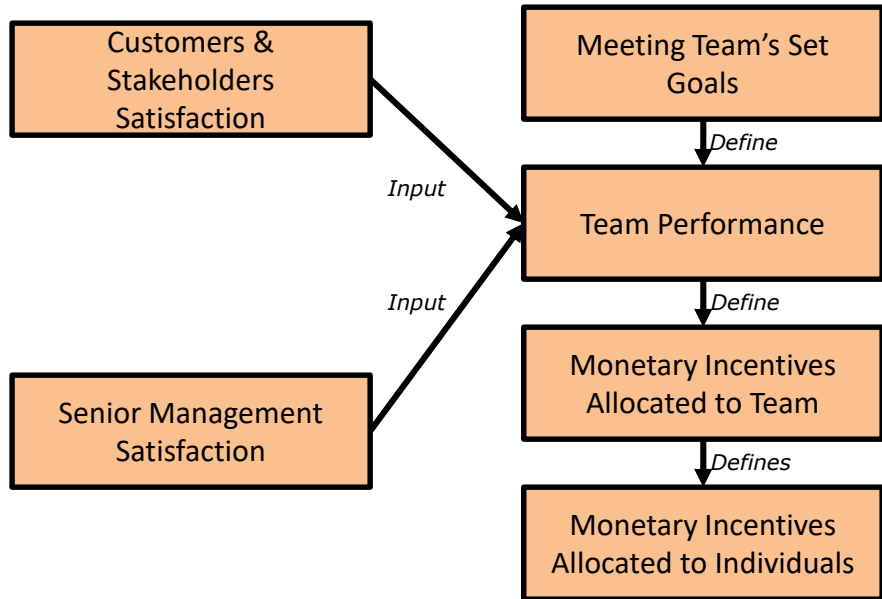 Customers &
Stakeholders
Satisfaction
Meeting Team’s Set
Goals
Define
Input
Team Performance
Input
Define
Senior Management
Satisfaction
Monetary Incentives
Allocated to Team
Defines
Monetary Incentives
Allocated to Individuals